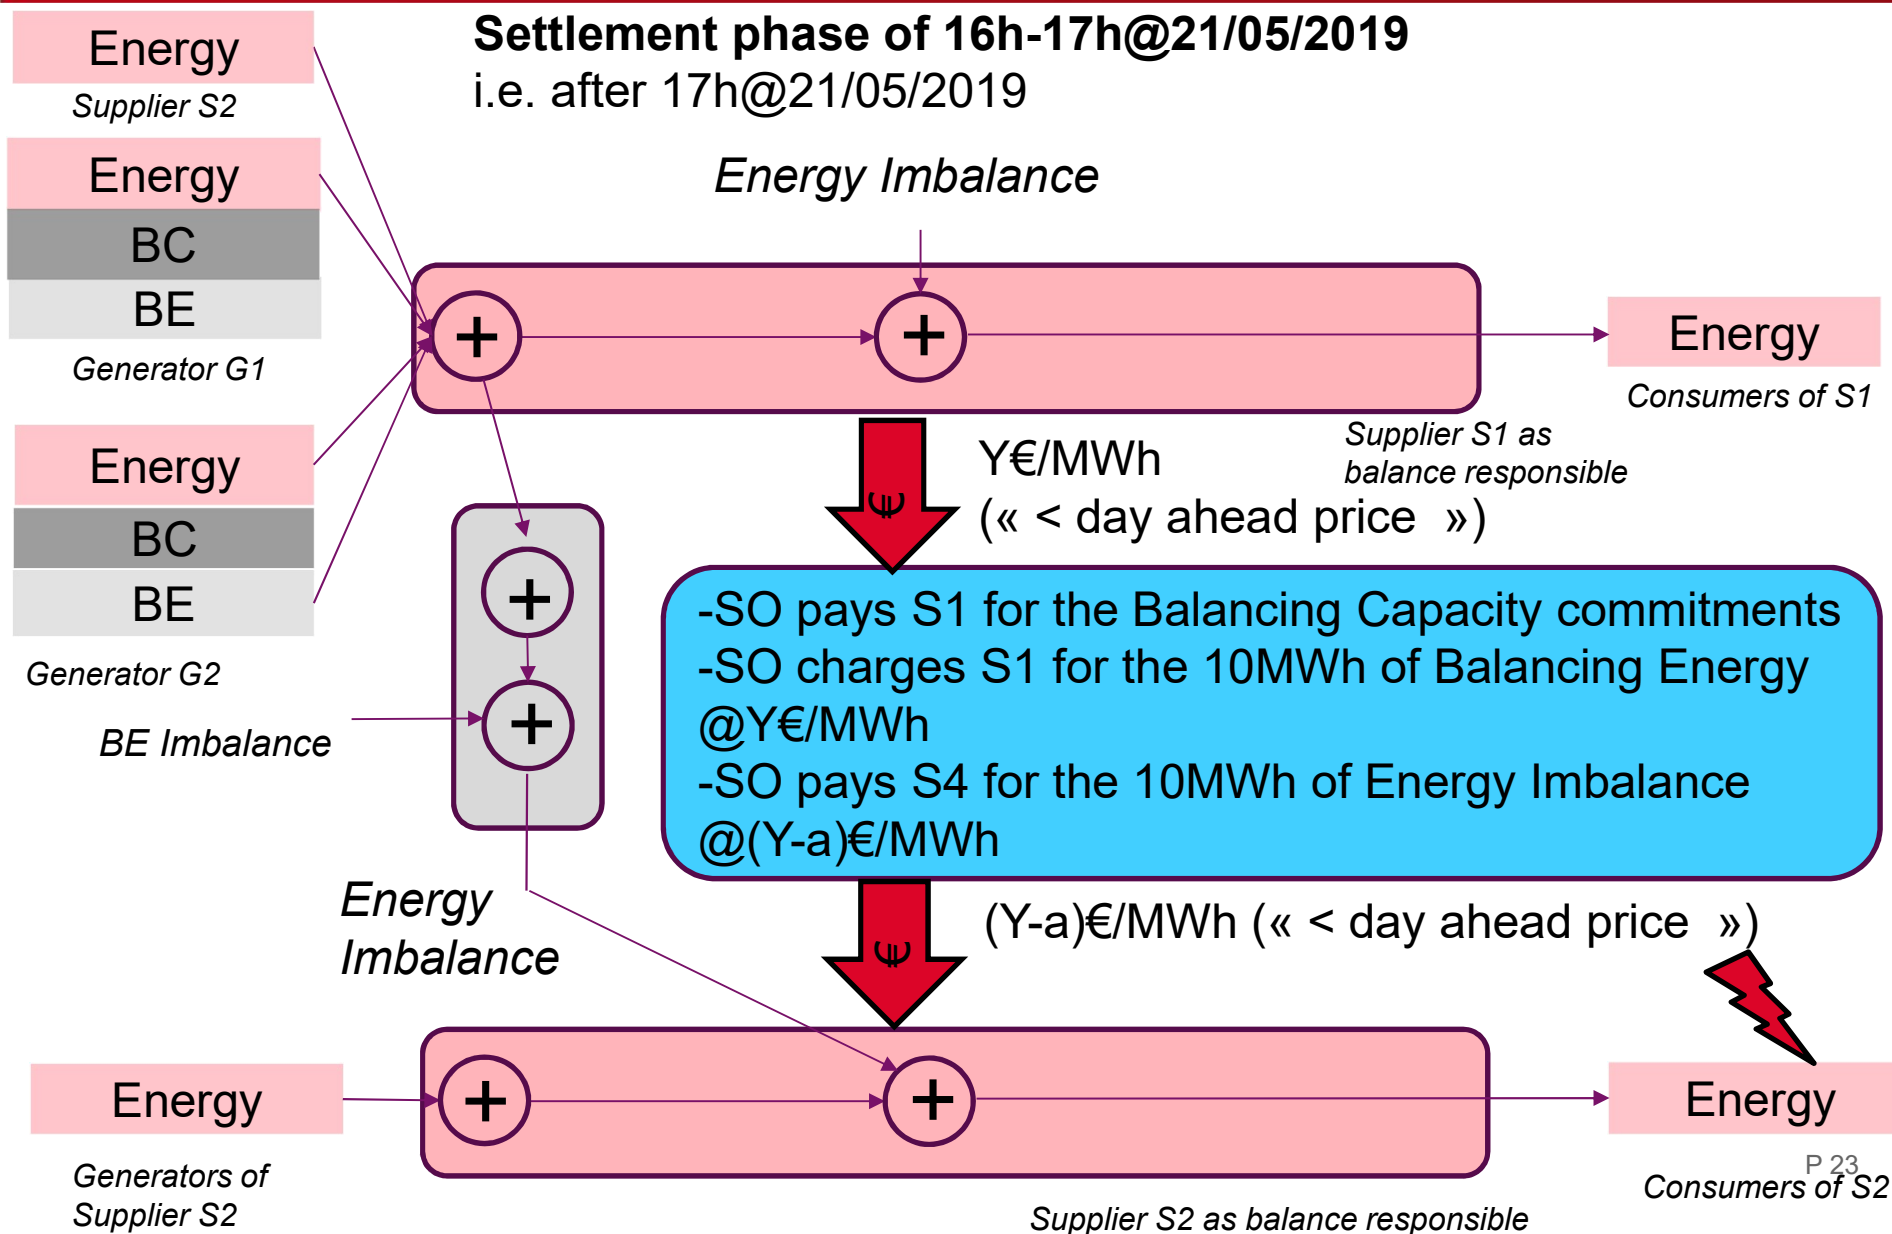 Settlement phase of 16h-17h@21/05/2019
i.e. after 17h@21/05/2019
Energy
Supplier S2
Energy
BC
BE
Generator G1
Energy
BC
BE
Generator G2
Energy Imbalance
+
+
Energy
Consumers of S1
Supplier S1 as
balance responsible
€
Y€/MWh
(« < day ahead price »)
+
+
BE Imbalance
-SO pays S1 for the Balancing Capacity commitments
-SO charges S1 for the 10MWh of Balancing Energy
@Y€/MWh
-SO pays S4 for the 10MWh of Energy Imbalance
@(Y-a)€/MWh
Energy
Imbalance
€
(Y-a)€/MWh (« < day ahead price »)
Energy
Generators of
Supplier S2
+
+
Energy
P 23
Consumers of S2
Supplier S2 as balance responsible